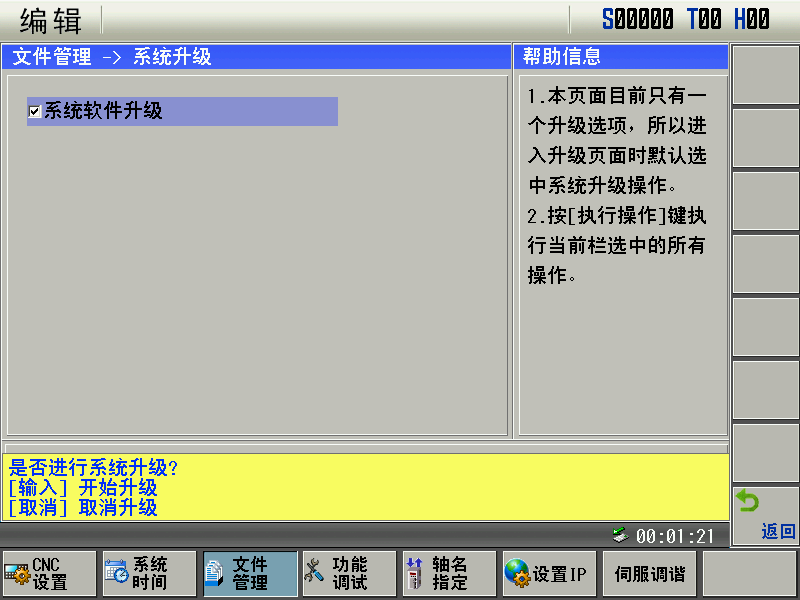 编辑
S00000 T00 H00
文件管理 -> 系统升级
帮助信息
系统软件升级
1.本页面目前只有一
个升级选项，所以进
入升级页面时默认选
中系统升级操作。
2.按[执行操作]键执
行当前栏选中的所有
操作。
是否进行系统升级?
[输入] 开始升级
[取消] 取消升级
00:01:21
返回
CNC
设置
系统
时间
文件
管理
功能
调试
轴名
指定
设置IP
伺服调谐